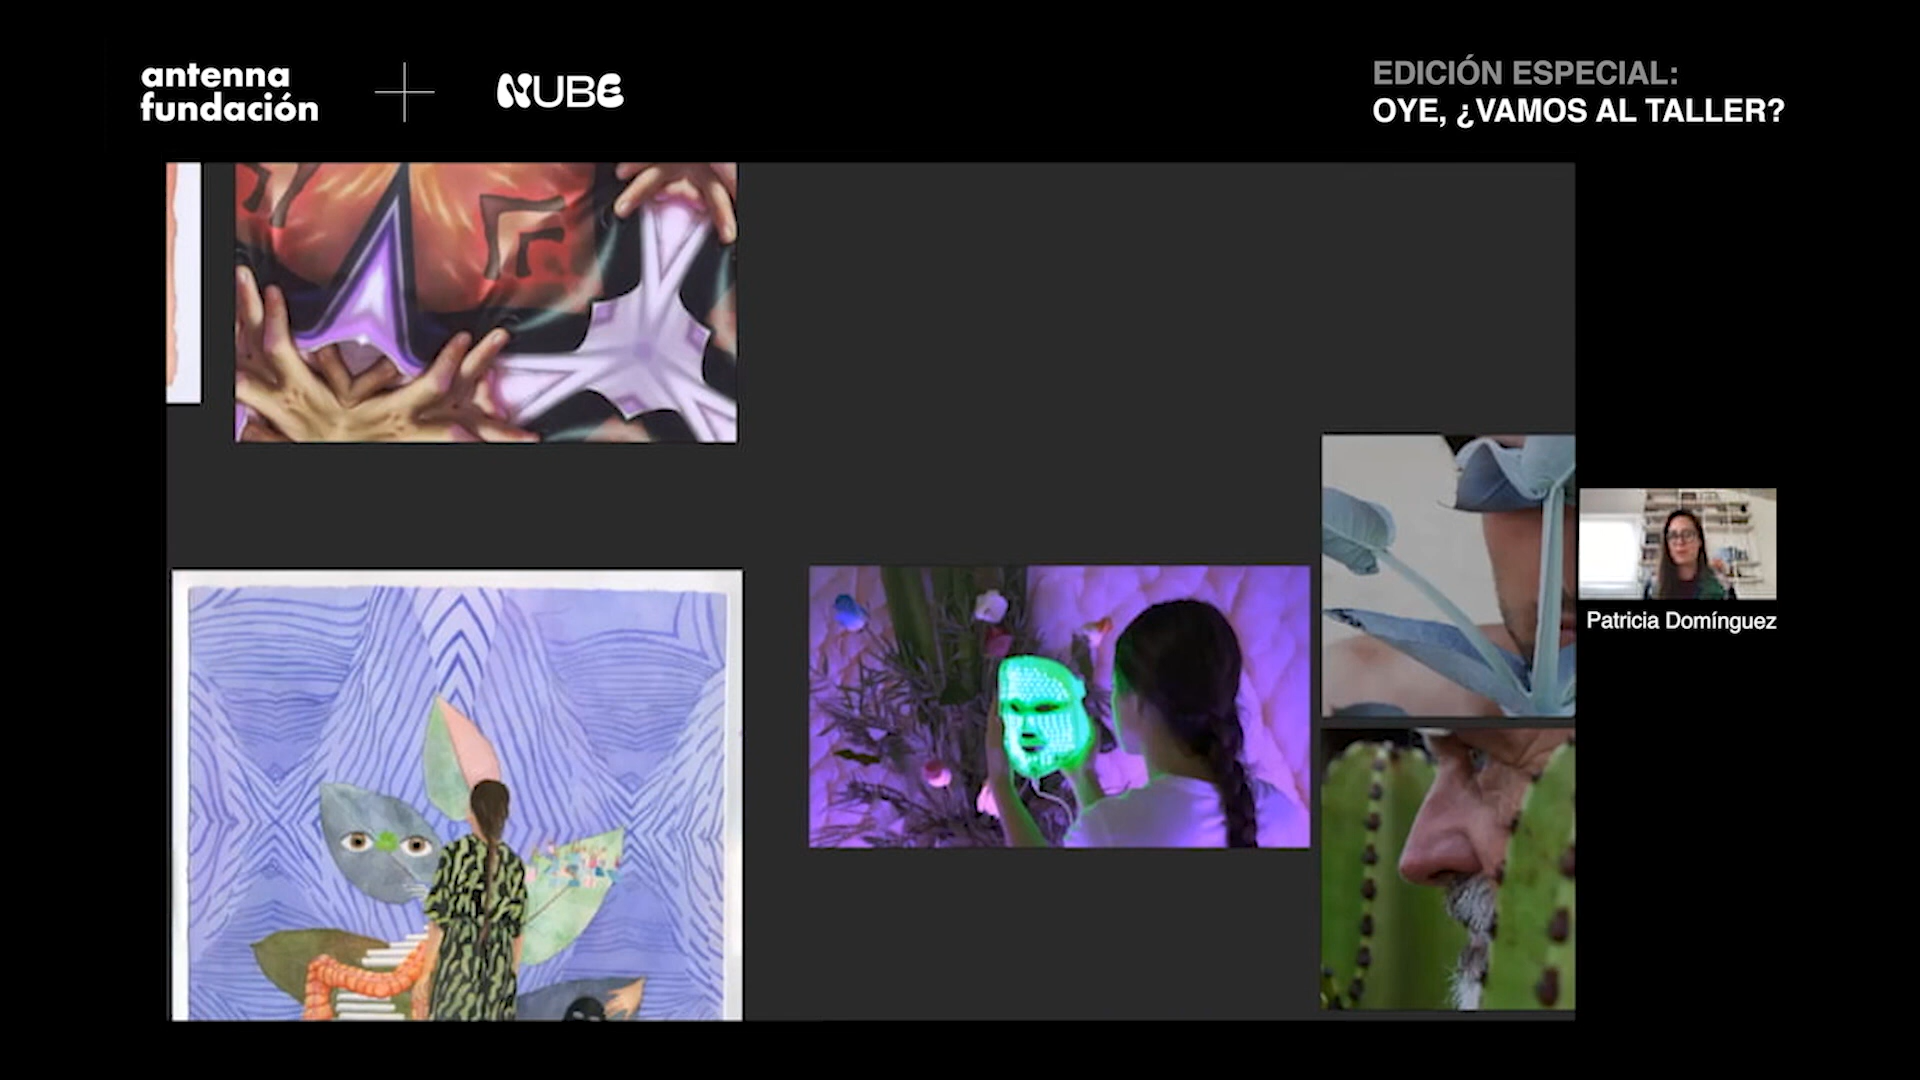 antenna
fundación
NUBE
EDICIÓN ESPECIAL:
OYE, ¿VAMOS AL TALLER?
Patricia Domínguez